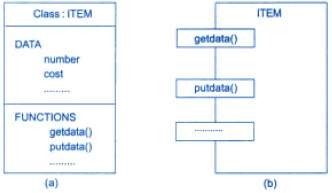 Class : ITEM
DATA
number
cost
.........
FUNCTIONS
getdata()
putdata()
.........
(a)
ITEM
getdata()
putdata()
...........
(b)